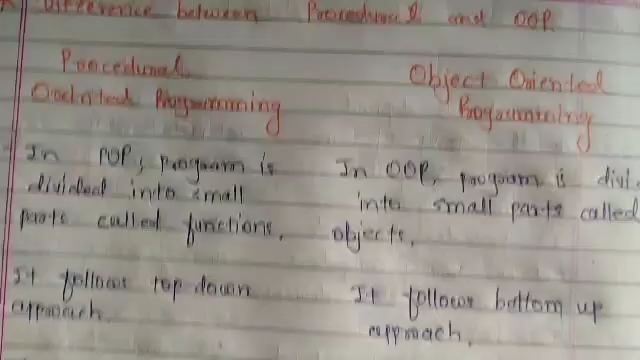 Difference between Procedural and OOP.
Procedural
Oriented Programming
Object Oriented
Programming
In POP, program is
divided into small
parts called functions.
In OOP, program is
into small parts called
objects.
It follows top down
approach.
It follows bottom up
approach.